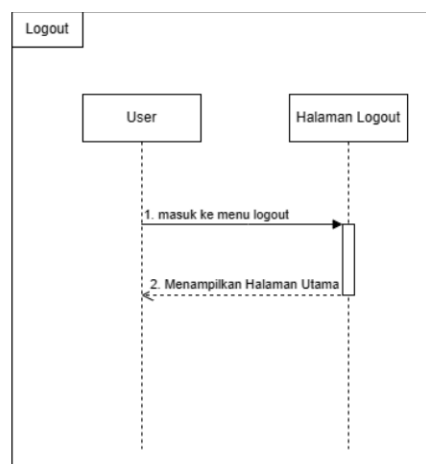 Logout
User
Halaman Logout
1. masuk ke menu logout
2. Menampilkan Halaman Utama